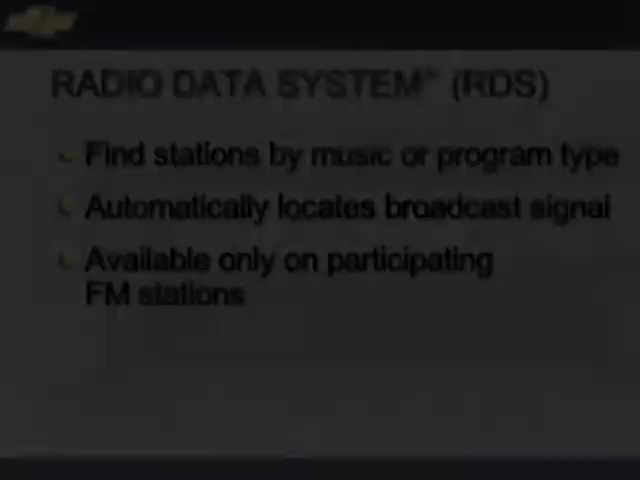 RADIO DATA SYSTEM™ (RDS)
Find stations by music or program type
Automatically locates broadcast signal
Available only on participating
FM stations